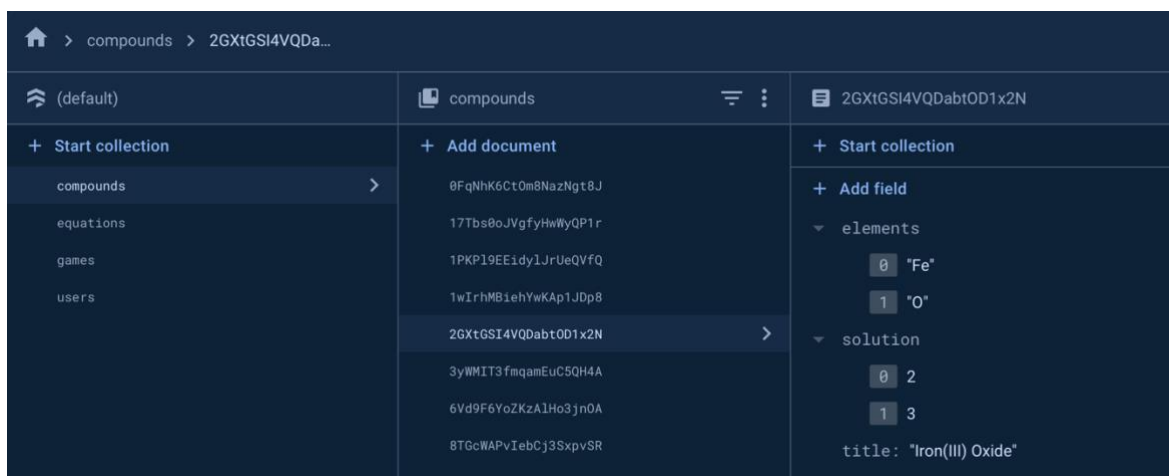 compounds > 2GXtGSI4VQDa…
(default)
+ Start collection
compounds
equations
games
users
compounds
+ Add document
0FqNhK6CtOm8NazNgt8J
17Tbs0oJVgfyHwWyQP1r
1PKPl9EEidylJrUeQVfQ
1wIrhMBiehYwKAp1JDp8
2GXtGSI4VQDabtOD1x2N
3yWMIT3fmqamEuC5QH4A
6Vd9F6YoZKzAlHo3jnOA
8TGcWAPvIebCj3SxpvSR
2GXtGSI4VQDabtOD1x2N
+ Start collection
+ Add field
elements
0 "Fe"
1 "O"
solution
0 2
1 3
title: "Iron(III) Oxide"